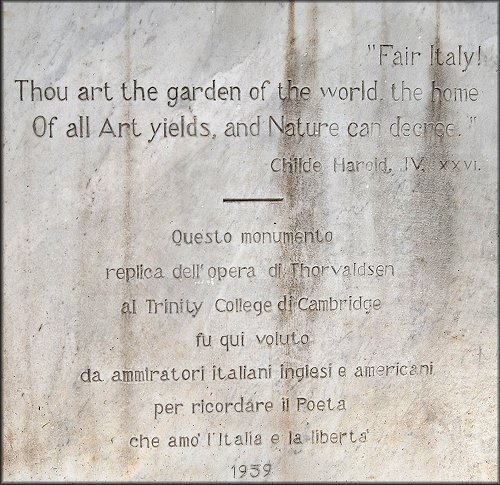 "Fair Italy!
Thou art the garden of the world, the home
Of all Art yields, and Nature can decree."
Childe Harold, IV, xxvi.
Questo monumento
replica dell'opera di Thorvaldsen
al Trinity College di Cambridge
fu qui voluto
da ammiratori italiani inglesi e americani
per ricordare il Poeta
che amo' l'Italia e la liberta'
1959